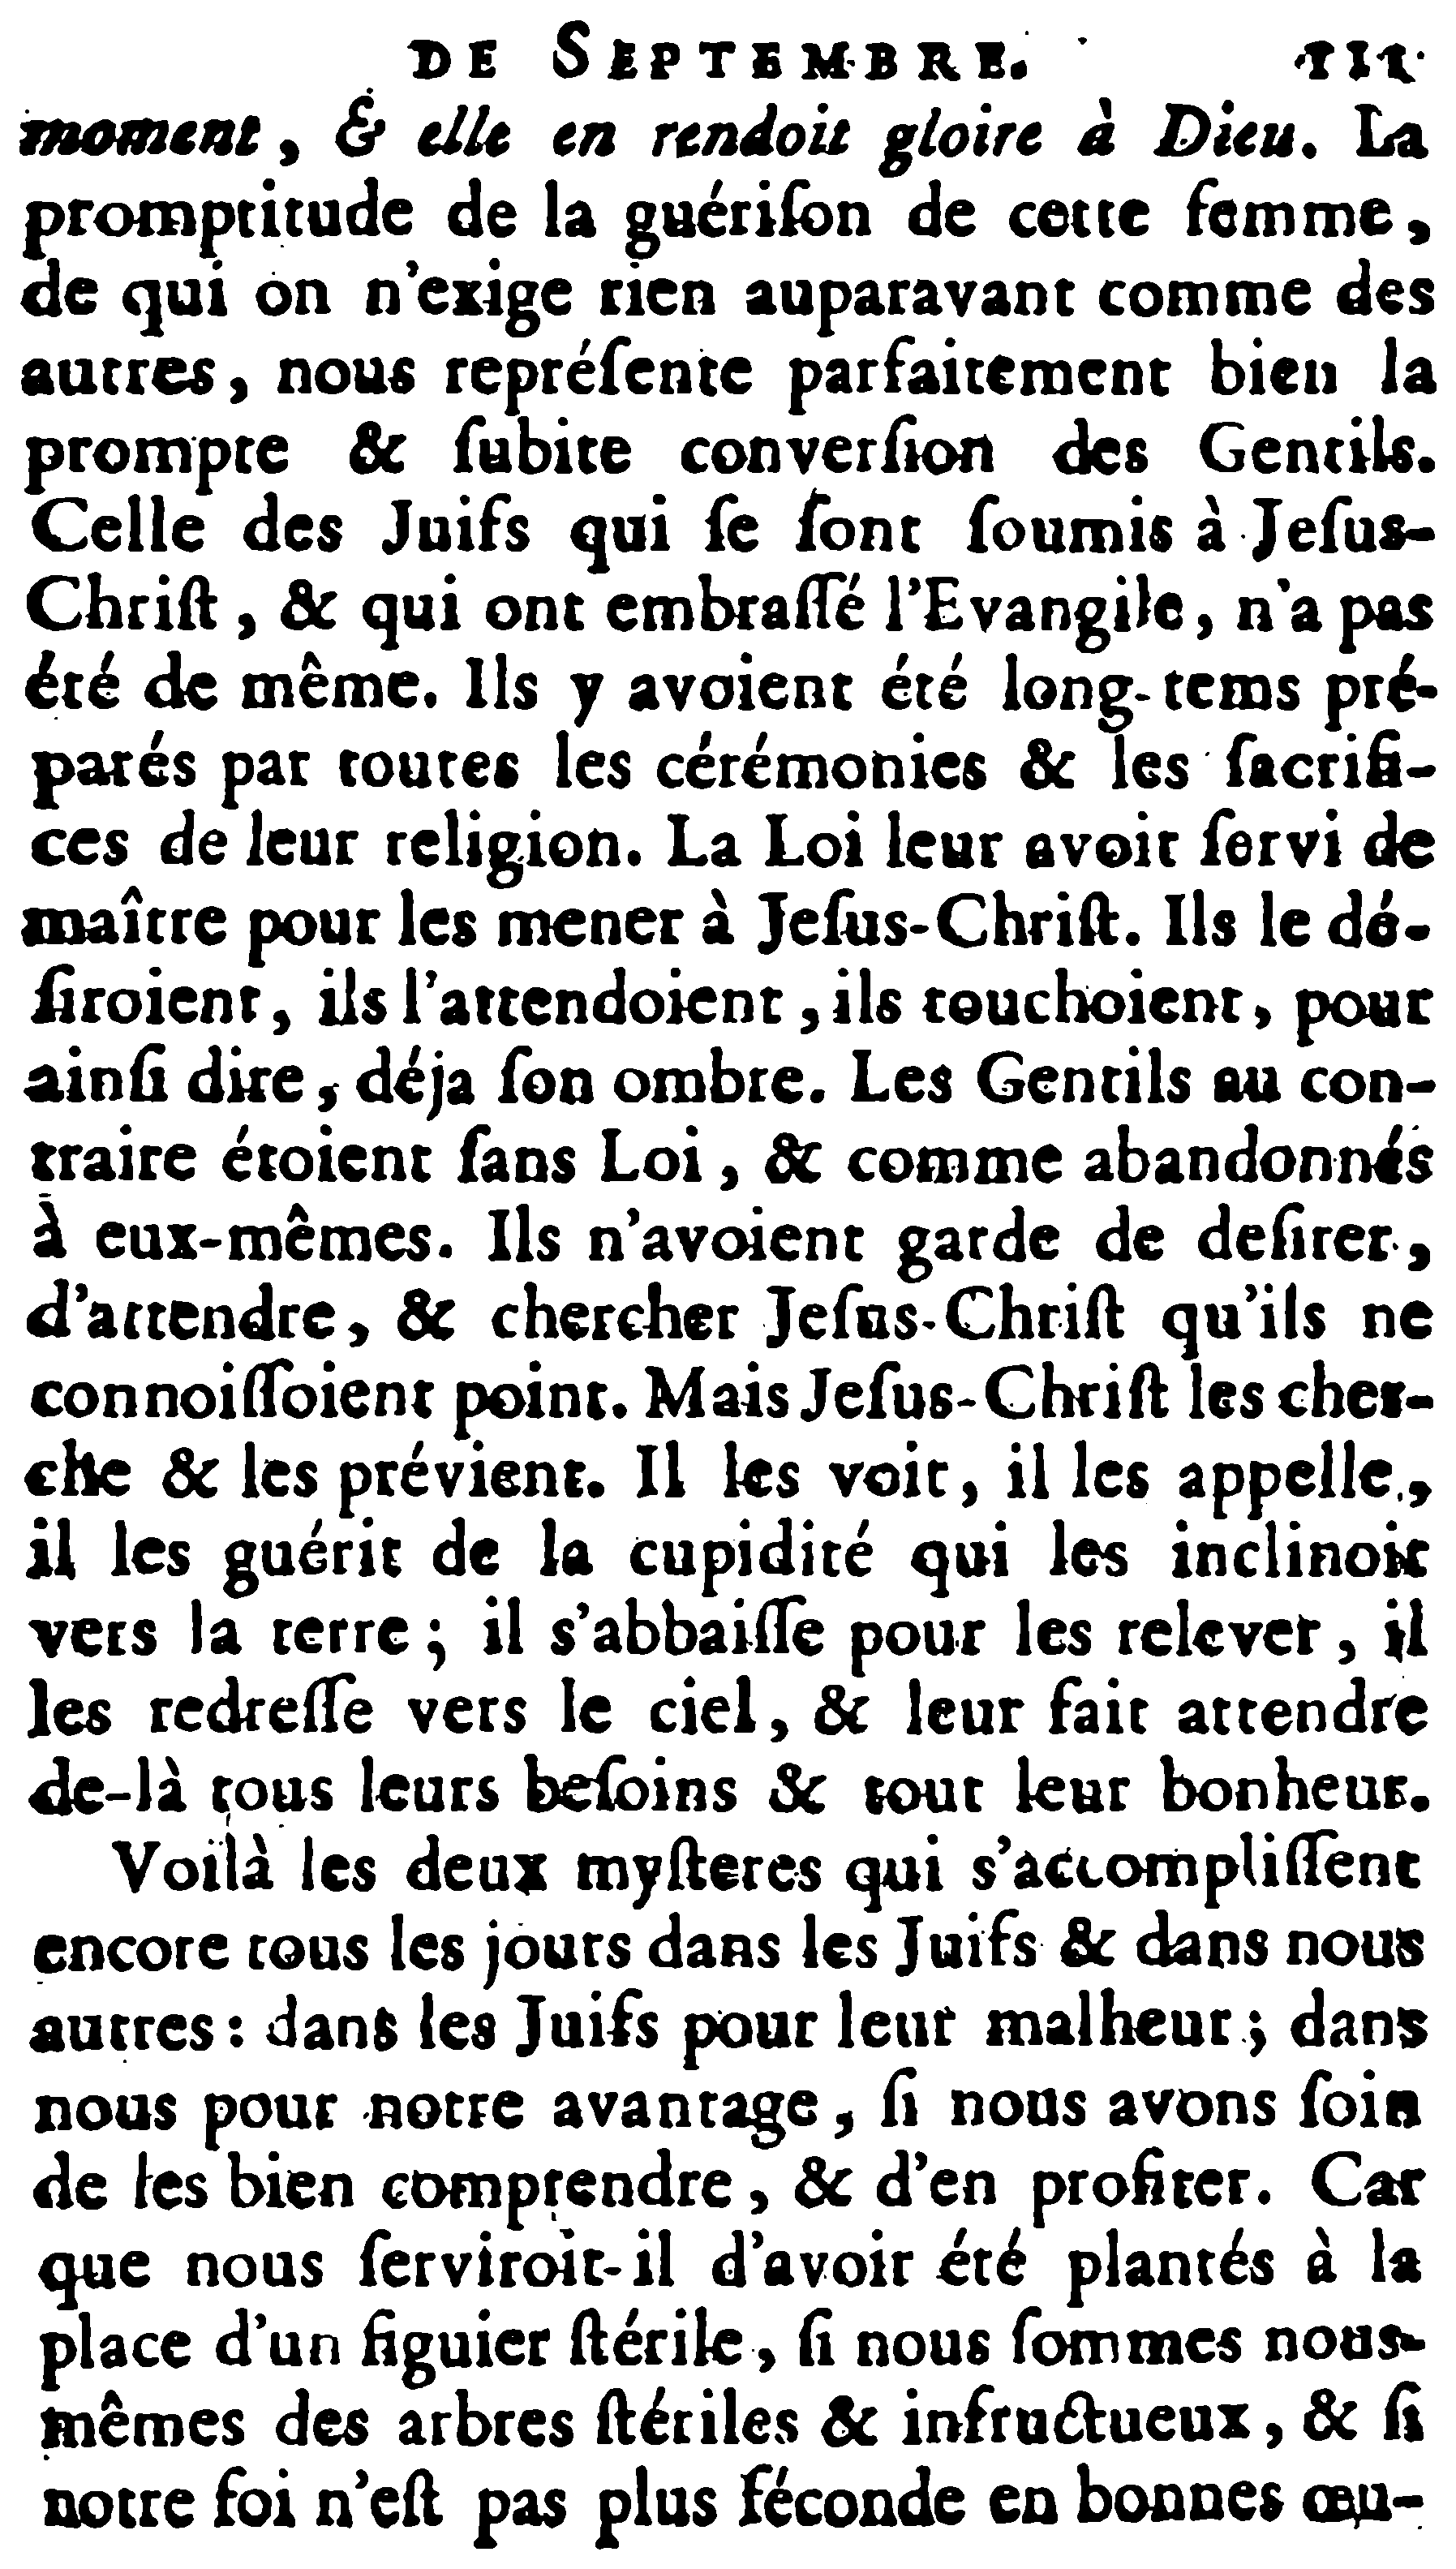 DE SEPTEMBRE. 111
moment, & elle en rendoit gloire à Dieu. La
promptitude de la guériſon de cette femme,
de qui on n'exige rien auparavant comme des
autres, nous repréſente parfaitement bien la
prompte & ſubite converſion des Gentils.
Celle des Juifs qui ſe ſont ſoumis à Jeſus-
Chriſt, & qui ont embraſſé l'Evangile, n'a pas
été de même. Ils y avoient été long-tems pré-
parés par toutes les cérémonies & les ſacrifi-
ces de leur religion. La Loi leur avoit ſervi de
maître pour les mener à Jeſus-Chriſt. Ils le dé-
ſiroient, ils l'attendoient, ils touchoient, pour
ainſi dire, déja ſon ombre. Les Gentils au con-
traire étoient ſans Loi, & comme abandonnés
à eux-mêmes. Ils n'avoient garde de deſirer,
d'attendre, & chercher Jeſus-Chriſt qu'ils ne
connoiſſoient point. Mais Jeſus-Chriſt les cher-
che & les prévient. Il les voit, il les appelle,
il les guérit de la cupidité qui les inclinoit
vers la terre; il s'abbaiſſe pour les relever, il
les redreſſe vers le ciel, & leur fait attendre
de-là tous leurs beſoins & tout leur bonheur.
Voilà les deux myſteres qui s'accompliſſent
encore tous les jours dans les Juifs & dans nous
autres: dans les Juifs pour leur malheur; dans
nous pour notre avantage, ſi nous avons ſoin
de les bien comprendre, & d'en profiter. Car
que nous ſerviroit-il d'avoir été plantés à la
place d'un figuier ſtérile, ſi nous ſommes nous-
mêmes des arbres ſtériles & infructueux, & ſi
notre foi n'eſt pas plus féconde en bonnes œu-